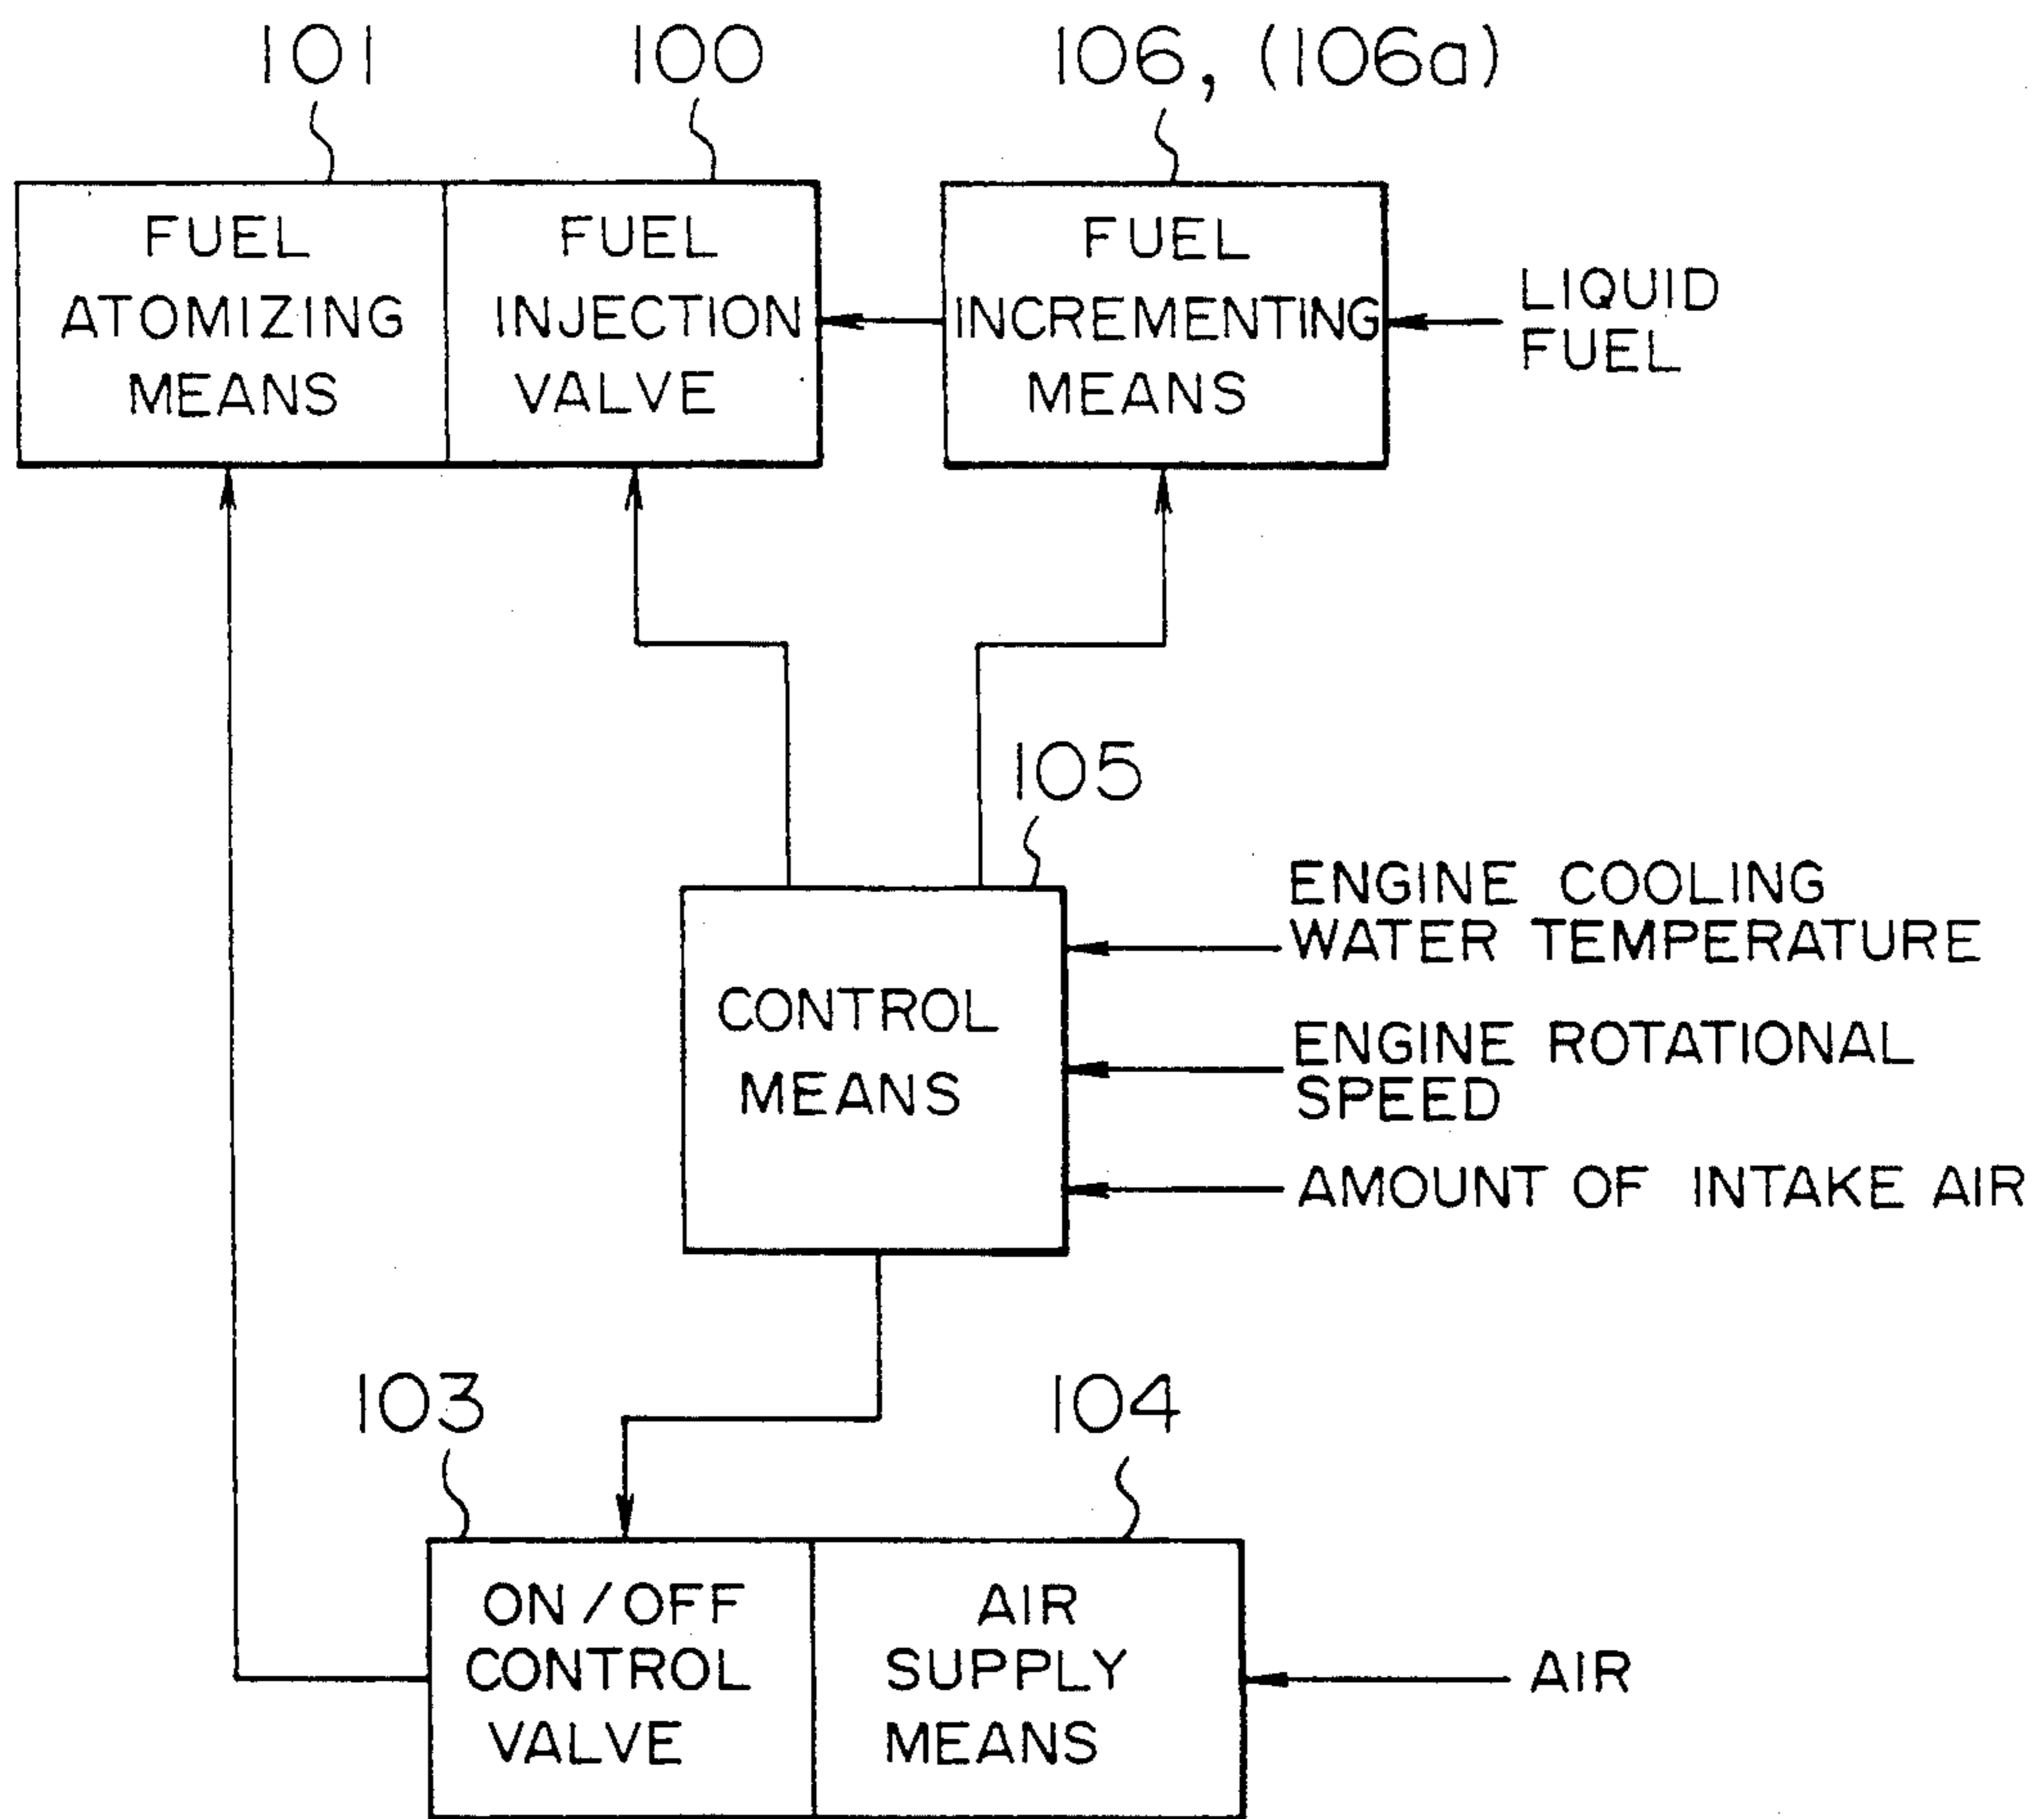 101
100
106, (106a)
FUEL
ATOMIZING
MEANS
FUEL
INJECTION
VALVE
FUEL
INCREMENTING
MEANS
LIQUID
FUEL
105
CONTROL
MEANS
ENGINE COOLING
WATER TEMPERATURE
ENGINE ROTATIONAL
SPEED
AMOUNT OF INTAKE AIR
103
104
ON/OFF
CONTROL
VALVE
AIR
SUPPLY
MEANS
AIR